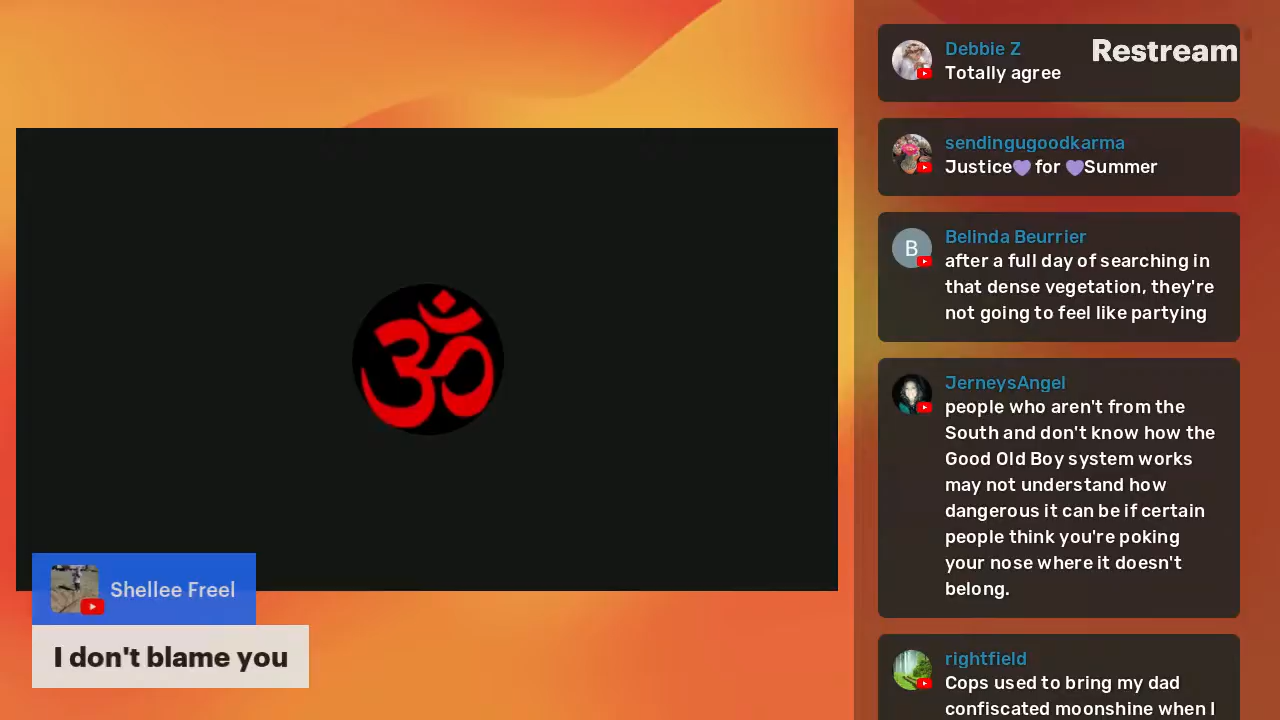 Debbie Z
Restream
Totally agree
sendingugoodkarma
Justice💜 for 💜Summer
B
Belinda Beurrier
after a full day of searching in
that dense vegetation, they're
not going to feel like partying
JerneysAngel
people who aren't from the
South and don't know how the
Good Old Boy system works
may not understand how
dangerous it can be if certain
people think you're poking
your nose where it doesn't
belong.
rightfield
Cops used to bring my dad
confiscated moonshine when I
ॐ
Shellee Freel
I don't blame you